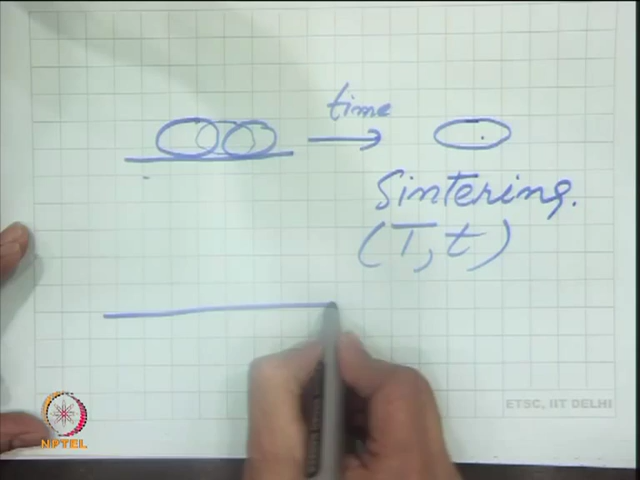 time
Sintering.
(T, t)
ETSC, IIT DELHI
NPTEL